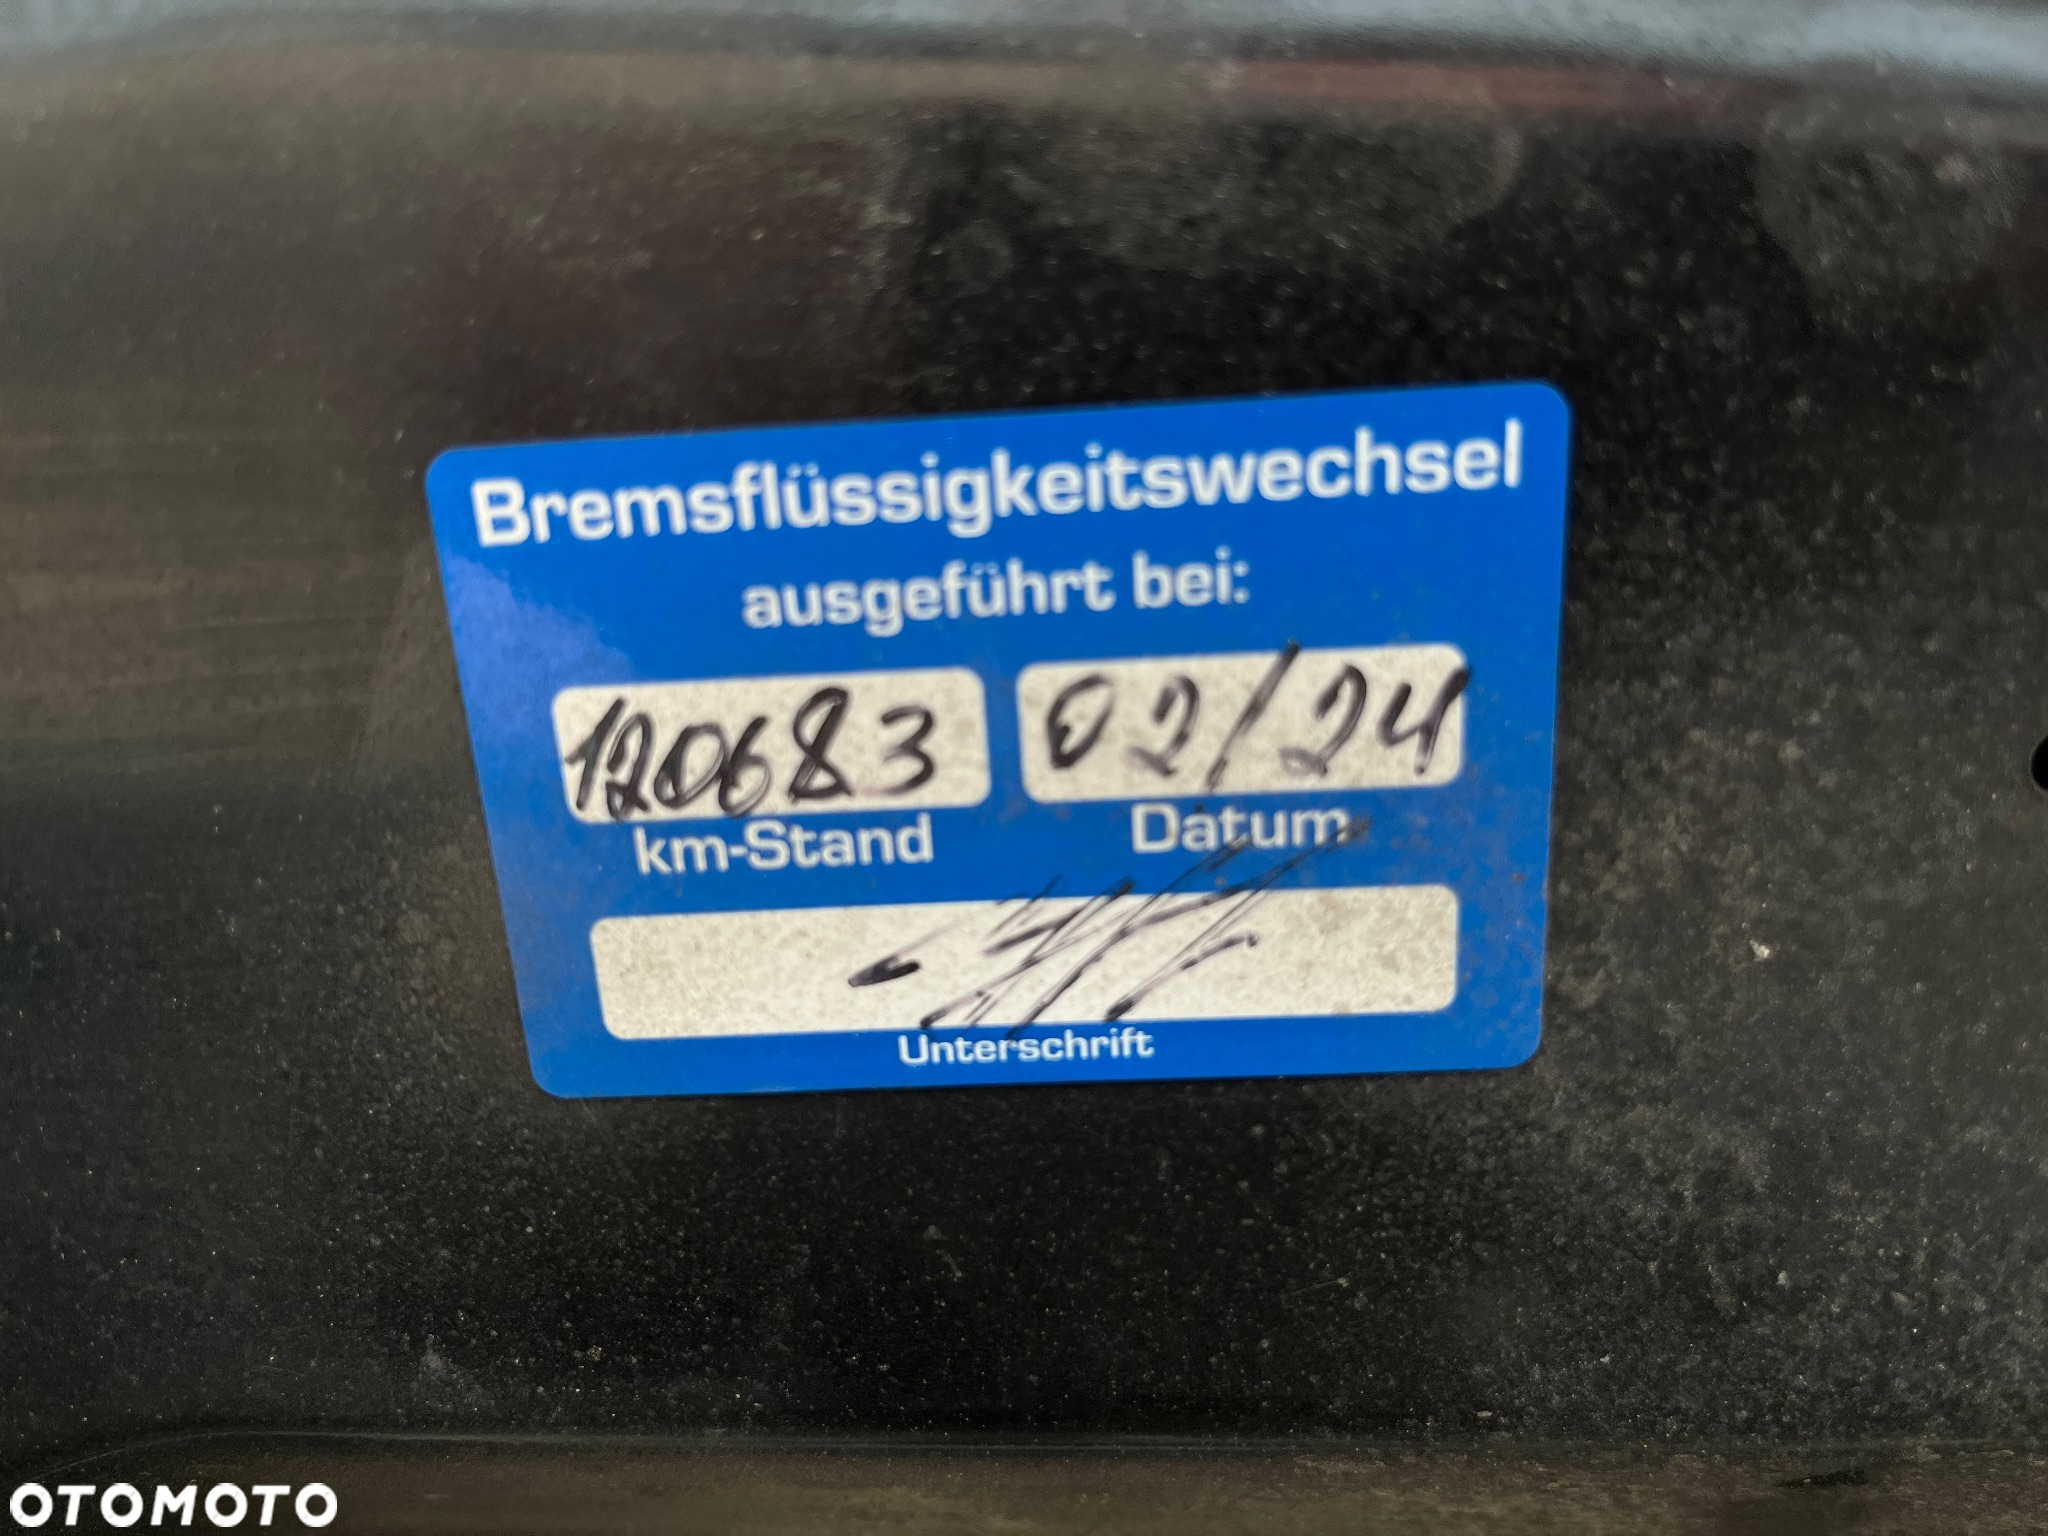 Bremsflüssigkeitswechsel
ausgeführt bei:
120683 02/24
km-Stand Datum
Unterschrift
OTOMOTO